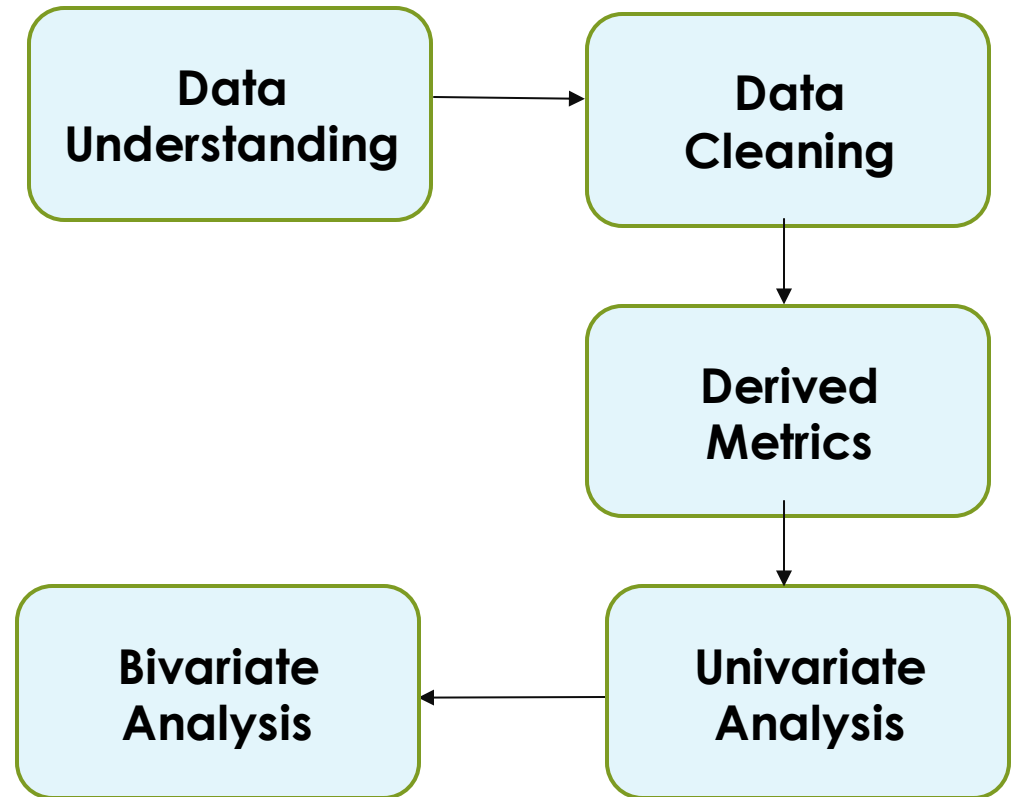 Data
Understanding
Data
Cleaning
Derived
Metrics
Univariate
Analysis
Bivariate
Analysis